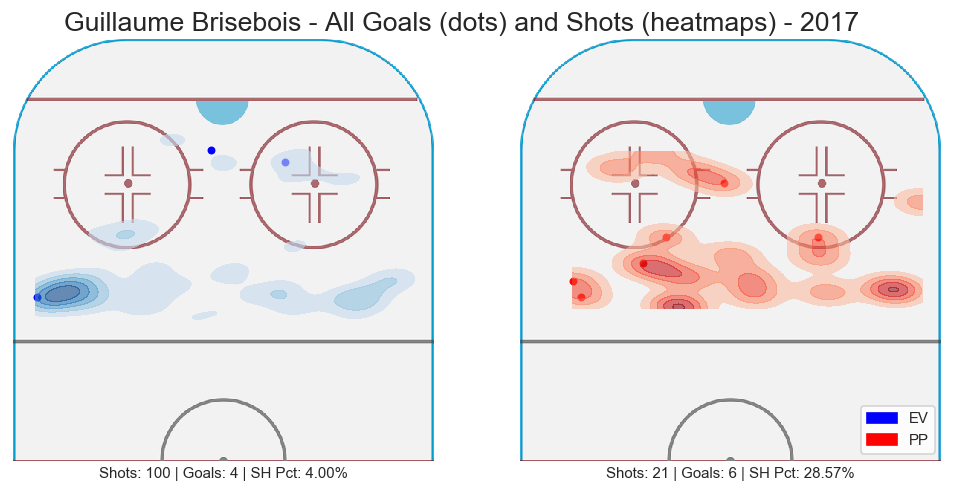 Guillaume Brisebois - All Goals (dots) and Shots (heatmaps) - 2017
EV
PP
Shots: 100 | Goals: 4 | SH Pct: 4.00%
Shots: 21 | Goals: 6 | SH Pct: 28.57%